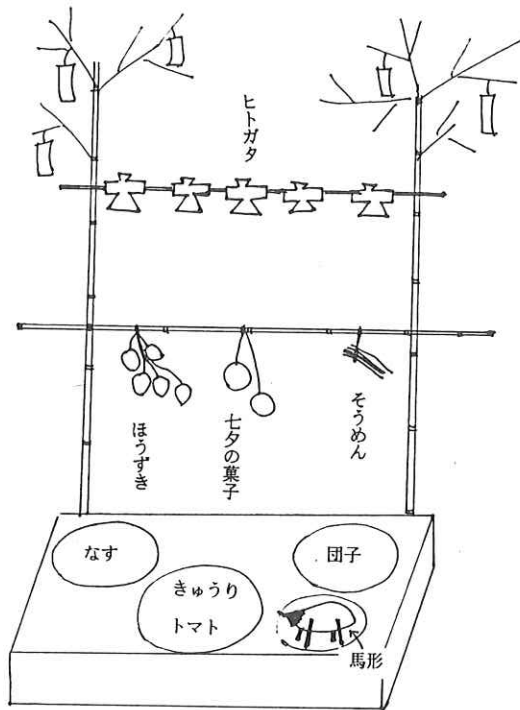 ヒトガタ
ほうずき
七夕の菓子
そうめん
なす
団子
きゅうり
トマト
馬形